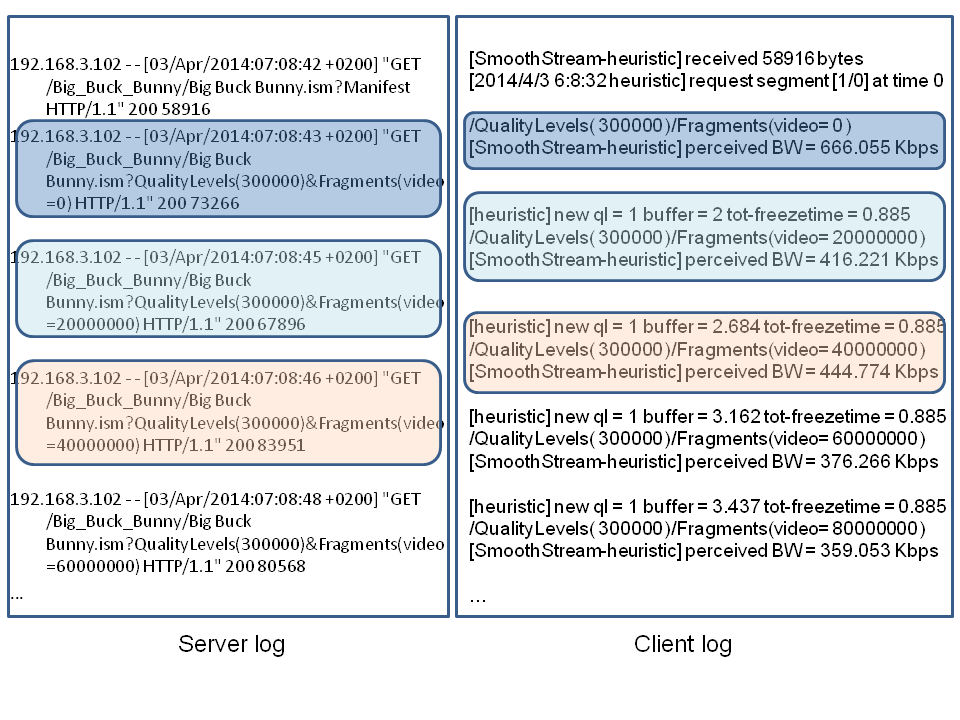 192.168.3.102 - - [03/Apr/2014:07:08:42 +0200] "GET
/Big_Buck_Bunny/Big Buck Bunny.ism?Manifest
HTTP/1.1" 200 58916
192.168.3.102 - - [03/Apr/2014:07:08:43 +0200] "GET
/Big_Buck_Bunny/Big Buck
Bunny.ism?QualityLevels(300000)&Fragments(video
=0) HTTP/1.1" 200 73266
192.168.3.102 - - [03/Apr/2014:07:08:45 +0200] "GET
/Big_Buck_Bunny/Big Buck
Bunny.ism?QualityLevels(300000)&Fragments(video
=20000000) HTTP/1.1" 200 67896
192.168.3.102 - - [03/Apr/2014:07:08:46 +0200] "GET
/Big_Buck_Bunny/Big Buck
Bunny.ism?QualityLevels(300000)&Fragments(video
=40000000) HTTP/1.1" 200 83951
192.168.3.102 - - [03/Apr/2014:07:08:48 +0200] "GET
/Big_Buck_Bunny/Big Buck
Bunny.ism?QualityLevels(300000)&Fragments(video
=60000000) HTTP/1.1" 200 80568
...
Server log
[SmoothStream-heuristic] received 58916 bytes
[2014/4/3 6:8:32 heuristic] request segment [1/0] at time 0
/QualityLevels( 300000)/Fragments(video= 0 )
[SmoothStream-heuristic] perceived BW = 666.055 Kbps
[heuristic] new ql = 1 buffer = 2 tot-freezetime = 0.885
/QualityLevels( 300000)/Fragments(video= 20000000)
[SmoothStream-heuristic] perceived BW = 416.221 Kbps
[heuristic] new ql = 1 buffer = 2.684 tot-freezetime = 0.885
/QualityLevels( 300000)/Fragments(video= 40000000)
[SmoothStream-heuristic] perceived BW = 444.774 Kbps
[heuristic] new ql = 1 buffer = 3.162 tot-freezetime = 0.885
/QualityLevels( 300000)/Fragments(video= 60000000)
[SmoothStream-heuristic] perceived BW = 376.266 Kbps
[heuristic] new ql = 1 buffer = 3.437 tot-freezetime = 0.885
/QualityLevels( 300000)/Fragments(video= 80000000)
[SmoothStream-heuristic] perceived BW = 359.053 Kbps
...
Client log